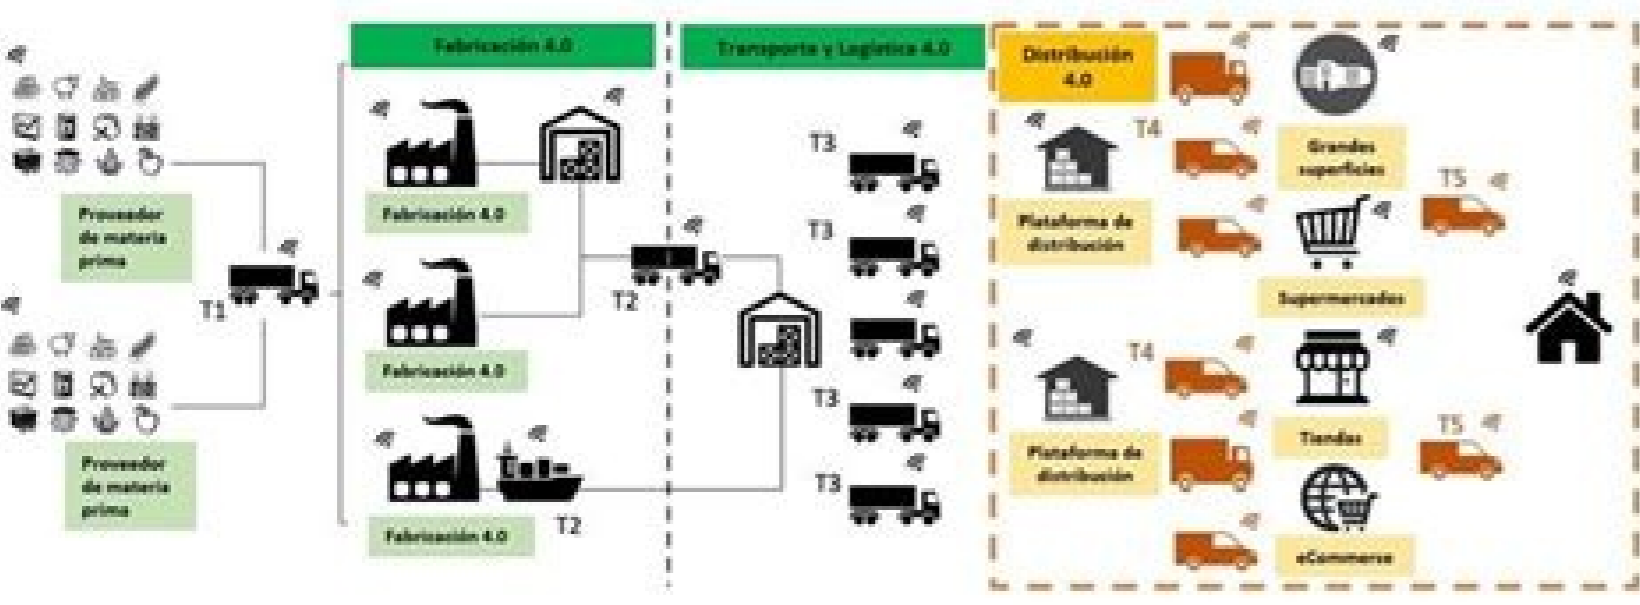 Fabricación 4.0
Transporte y Logística 4.0
Distribución
4.0
Proveedor
de materia
prima
T1
Proveedor
de materia
prima
Fabricación 4.0
Fabricación 4.0
Fabricación 4.0
T2
T2
T3
T3
T3
T3
Plataforma de
distribución
T4
Plataforma de
distribución
T4
Grandes
superficies
Supermercados
Tiendas
eCommerse
T5
T5